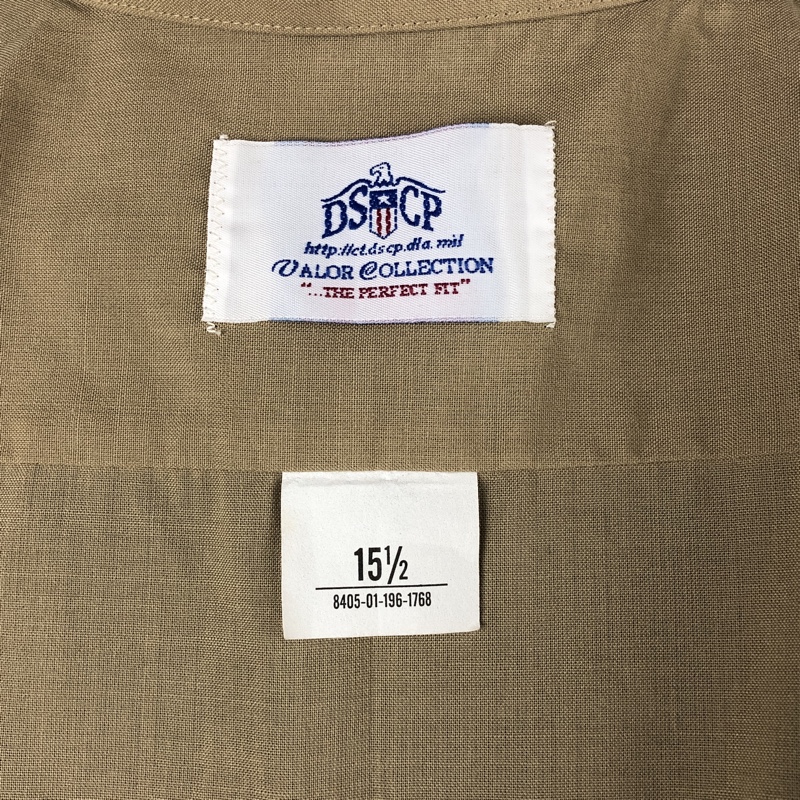 DSCP
http://ct.dscp.dla.mil
VALOR COLLECTION
"...THE PERFECT FIT"
15½
8405-01-196-1768